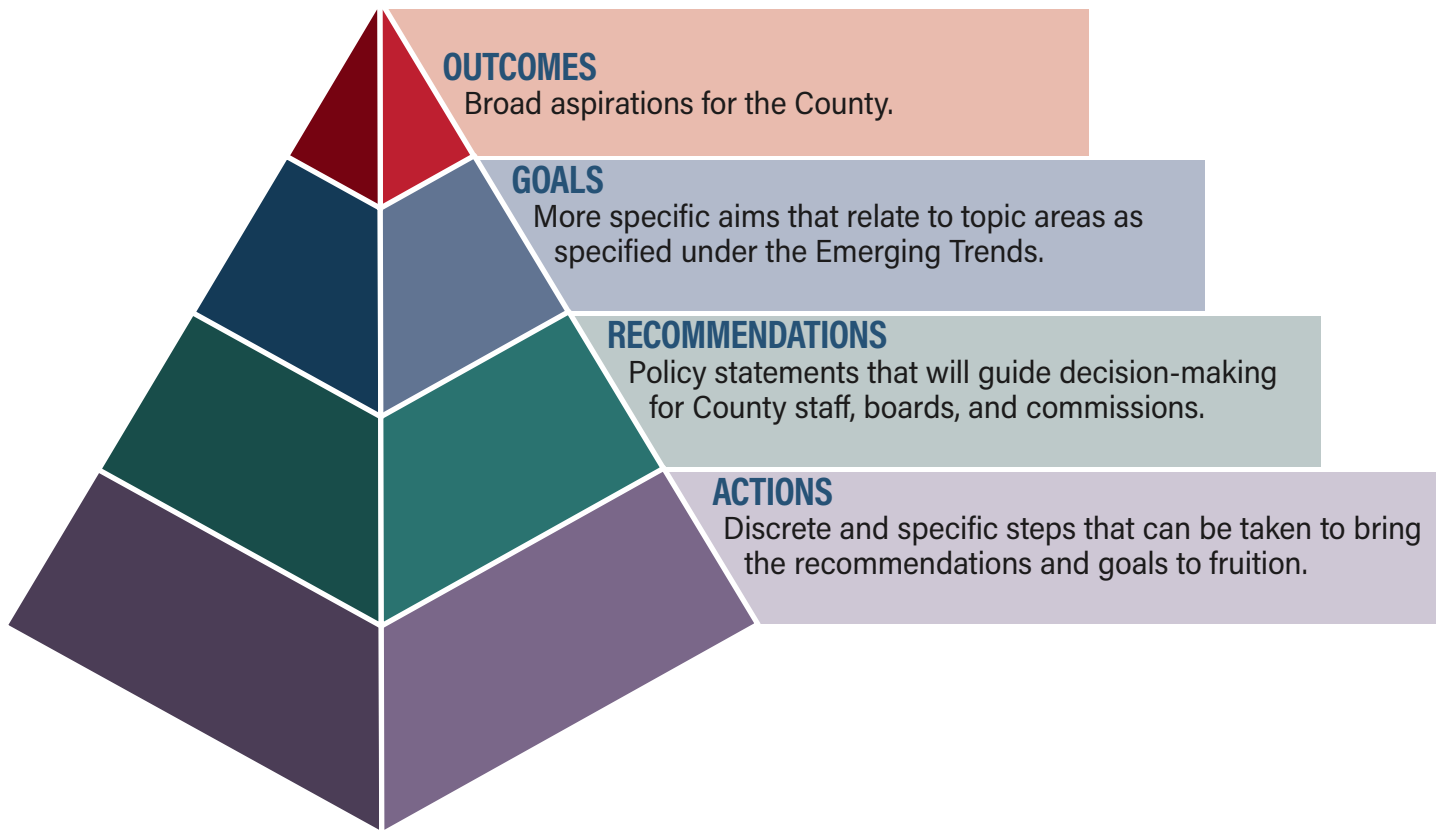 OUTCOMES
Broad aspirations for the County.
GOALS
More specific aims that relate to topic areas as
specified under the Emerging Trends.
RECOMMENDATIONS
Policy statements that will guide decision-making
for County staff, boards, and commissions.
ACTIONS
Discrete and specific steps that can be taken to bring
the recommendations and goals to fruition.